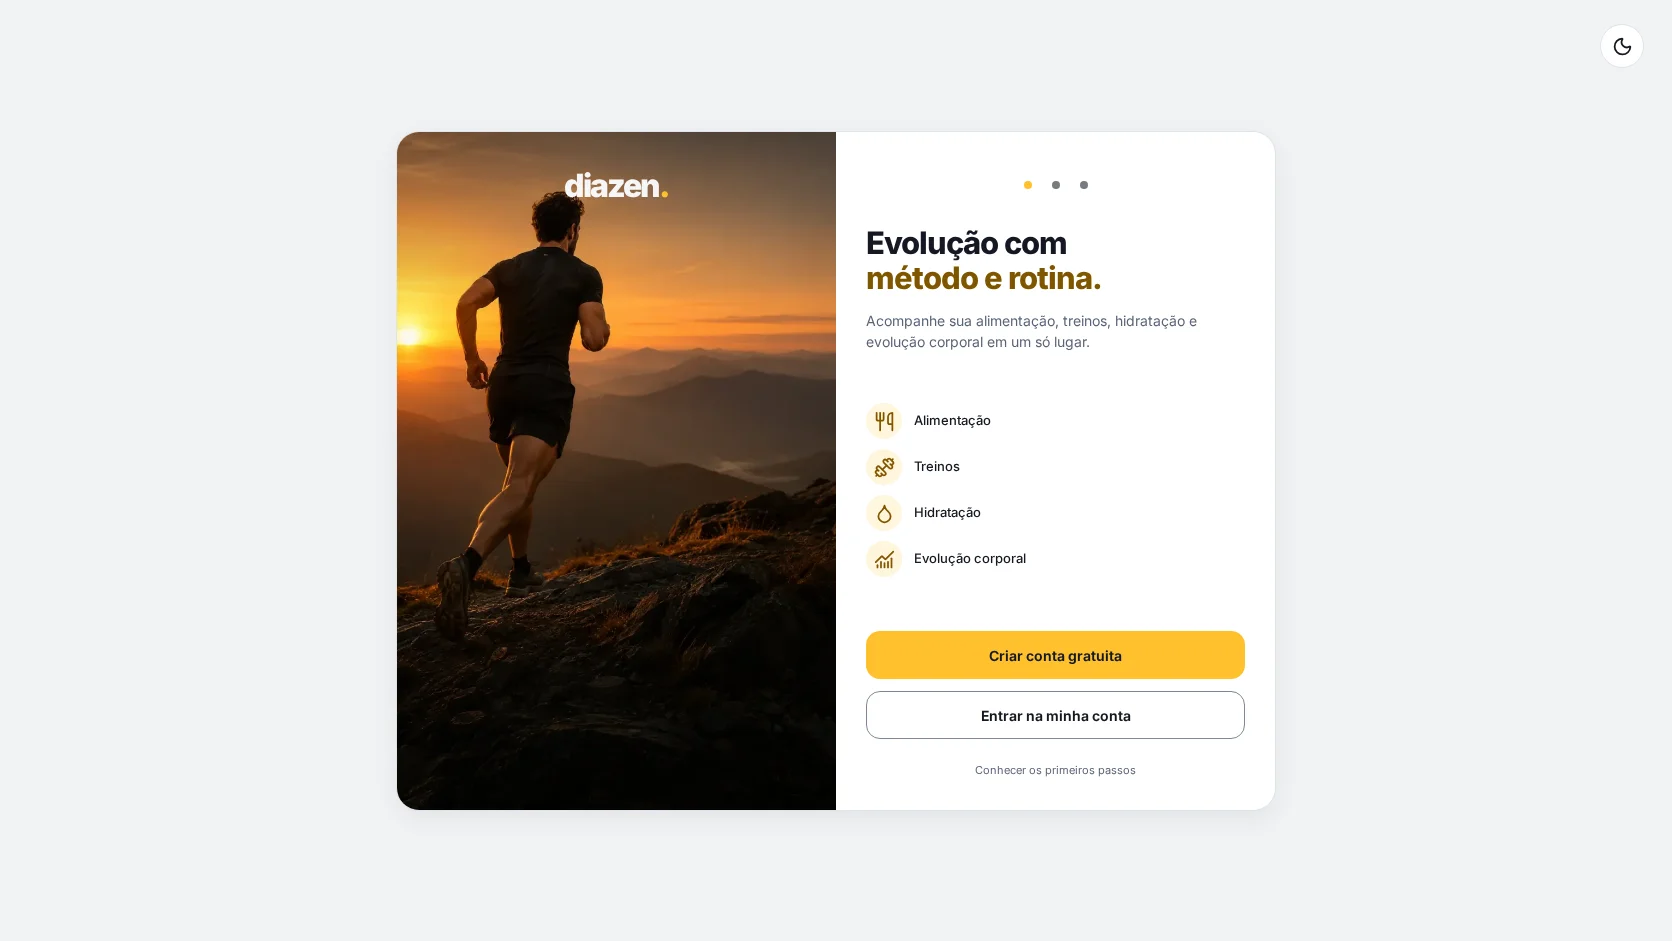 diazen.
Evolução com
método e rotina.
Acompanhe sua alimentação, treinos, hidratação e
evolução corporal em um só lugar.
Alimentação
Treinos
Hidratação
Evolução corporal
Criar conta gratuita
Entrar na minha conta
Conhecer os primeiros passos